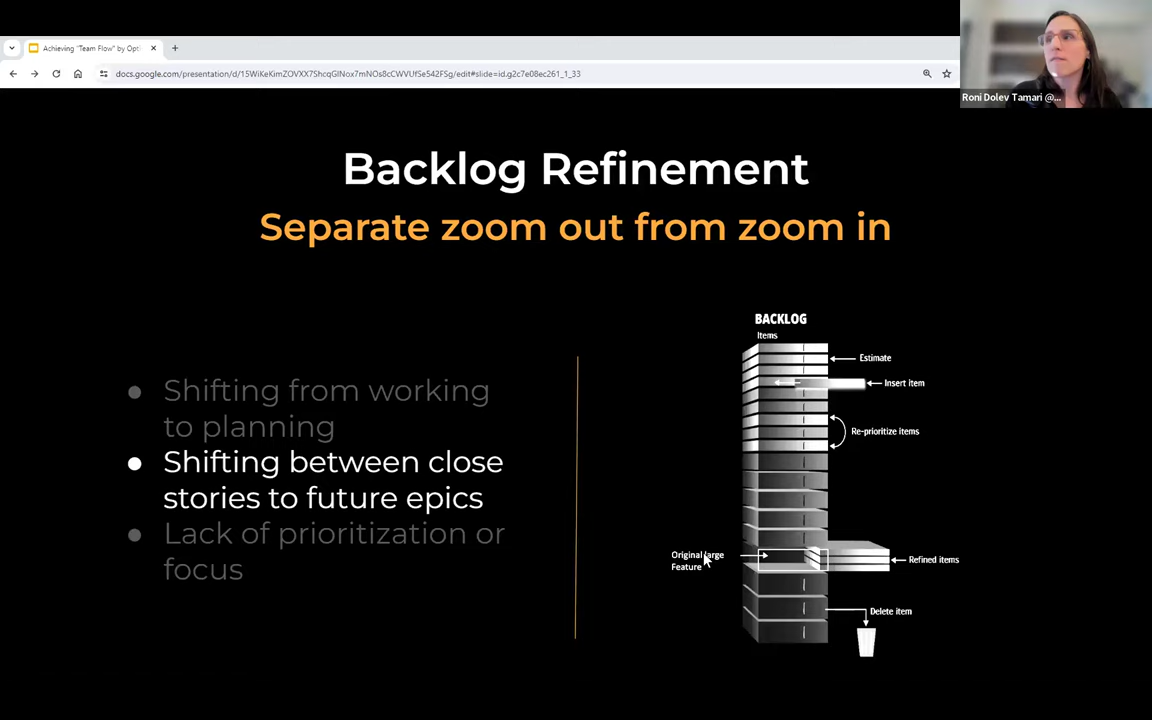 Achieving "Team Flow" by Opti
docs.google.com/presentation/d/15WiKeKimZOVXX7ShcqGlNox7mNOs8cCWVUfSe542FSg/edit#slide=id.g2c7e08ec261_1_33
Roni Dolev Tamari @...
Backlog Refinement
Separate zoom out from zoom in
● Shifting from working
to planning
● Shifting between close
stories to future epics
● Lack of prioritization or
focus
BACKLOG
Items
Estimate
Insert item
Re-prioritize items
Original large
Feature
Refined items
Delete item